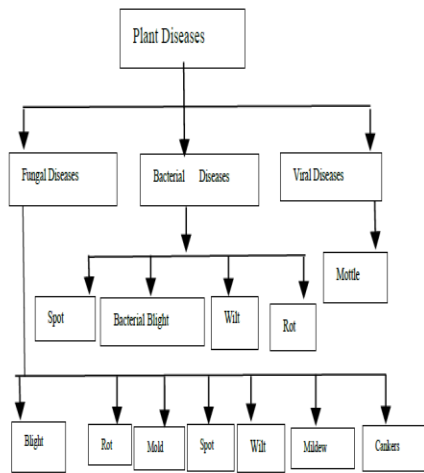 Plant Diseases
Fungal Diseases
Bacterial Diseases
Viral Diseases
Mottle
Spot
Bacterial Blight
Wilt
Rot
Blight
Rot
Mold
Spot
Wilt
Mildew
Cankers